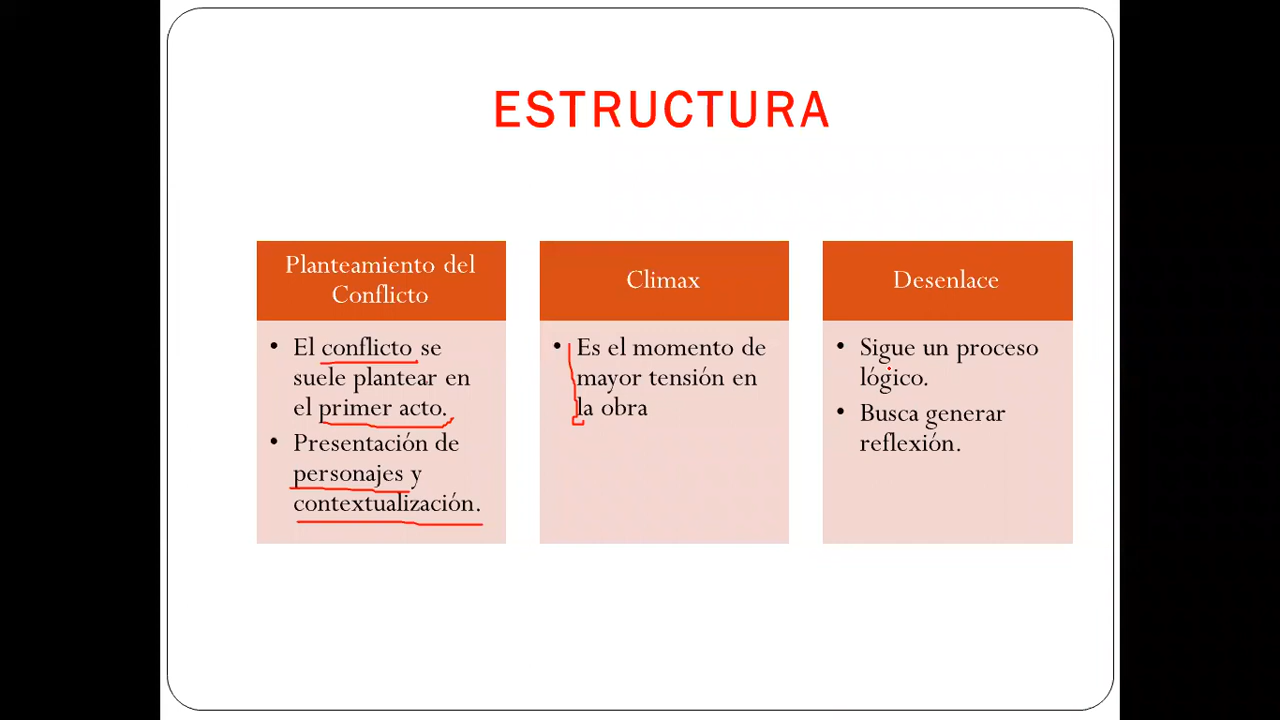 ESTRUCTURA
Planteamiento del
Conflicto
• El conflicto se
suele plantear en
el primer acto.
• Presentación de
personajes y
contextualización.
Climax
• Es el momento de
mayor tensión en
la obra
Desenlace
• Sigue un proceso
lógico.
• Busca generar
reflexión.